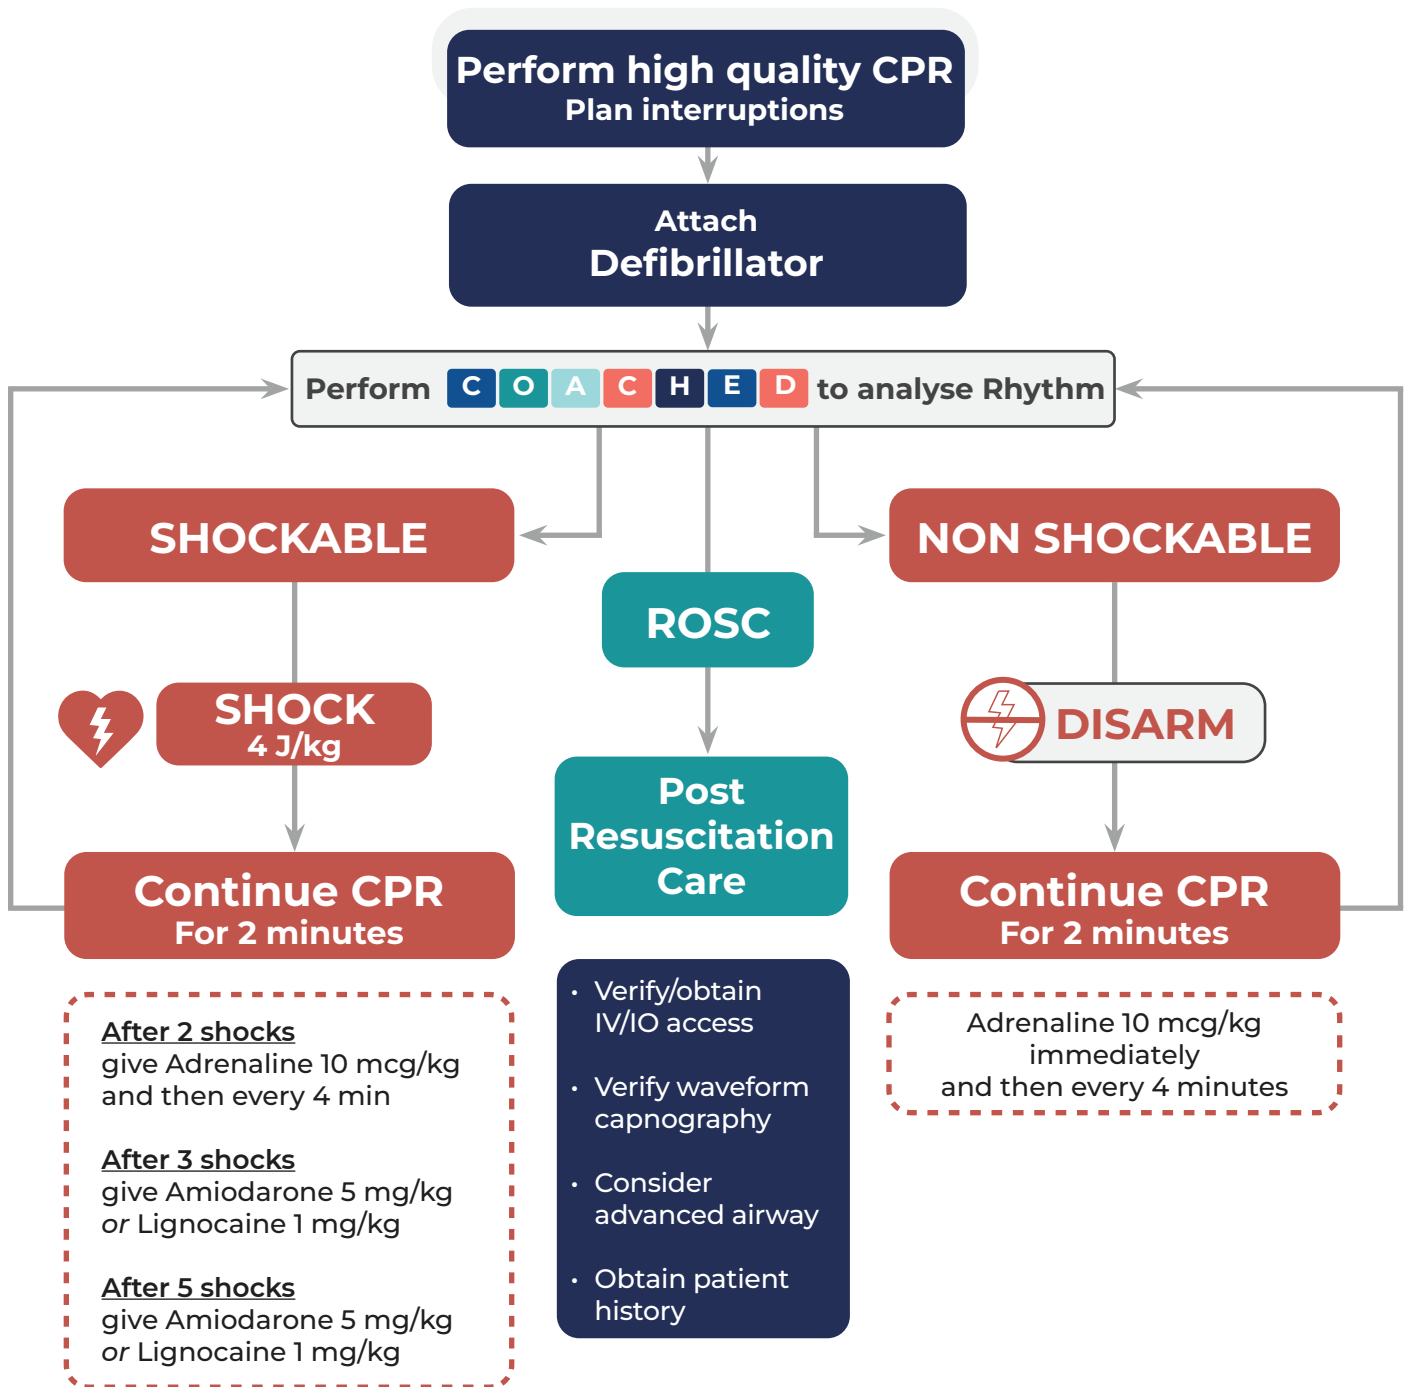 Perform high quality CPR
Plan interruptions
Attach
Defibrillator
Perform C O A C H E D to analyse Rhythm
SHOCKABLE
NON SHOCKABLE
ROSC
SHOCK
4 J/kg
DISARM
Post
Resuscitation
Care
Continue CPR
For 2 minutes
Continue CPR
For 2 minutes
After 2 shocks
give Adrenaline 10 mcg/kg
and then every 4 min
After 3 shocks
give Amiodarone 5 mg/kg
or Lignocaine 1 mg/kg
After 5 shocks
give Amiodarone 5 mg/kg
or Lignocaine 1 mg/kg
• Verify/obtain
IV/IO access
• Verify waveform
capnography
• Consider
advanced airway
• Obtain patient
history
Adrenaline 10 mcg/kg
immediately
and then every 4 minutes